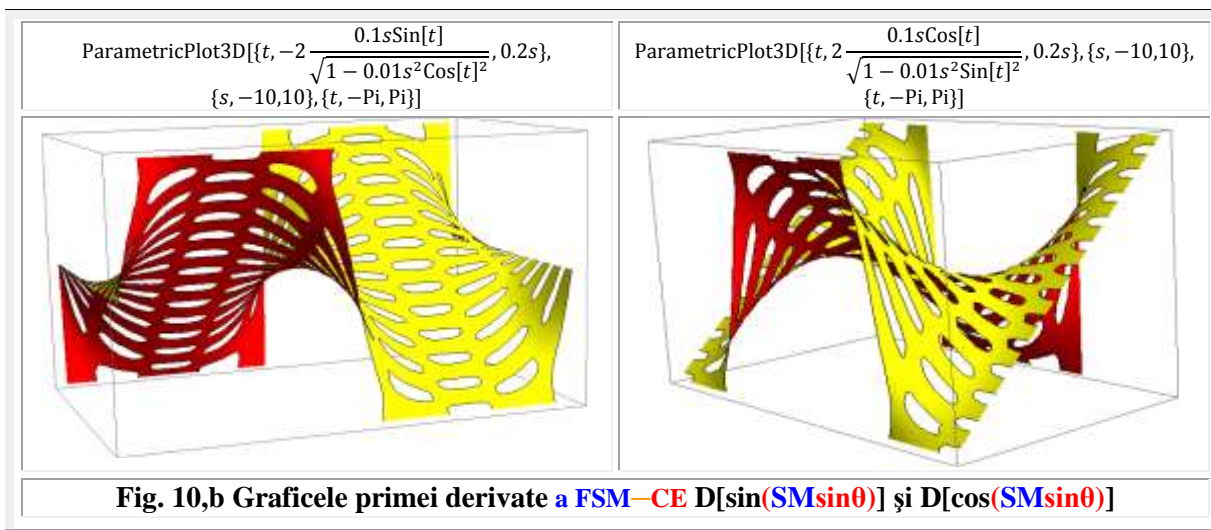 ParametricPlot3D[{t, −2 0.1sSin[t]/√(1 − 0.01s²Cos[t]²), 0.2s},
{s, −10,10}, {t, −Pi, Pi}]
ParametricPlot3D[{t, 2 0.1sCos[t]/√(1 − 0.01s²Sin[t]²), 0.2s}, {s, −10,10},
{t, −Pi, Pi}]
Fig. 10,b Graficele primei derivate a FSM−CE D[sin(SMsinθ)] şi D[cos(SMsinθ)]